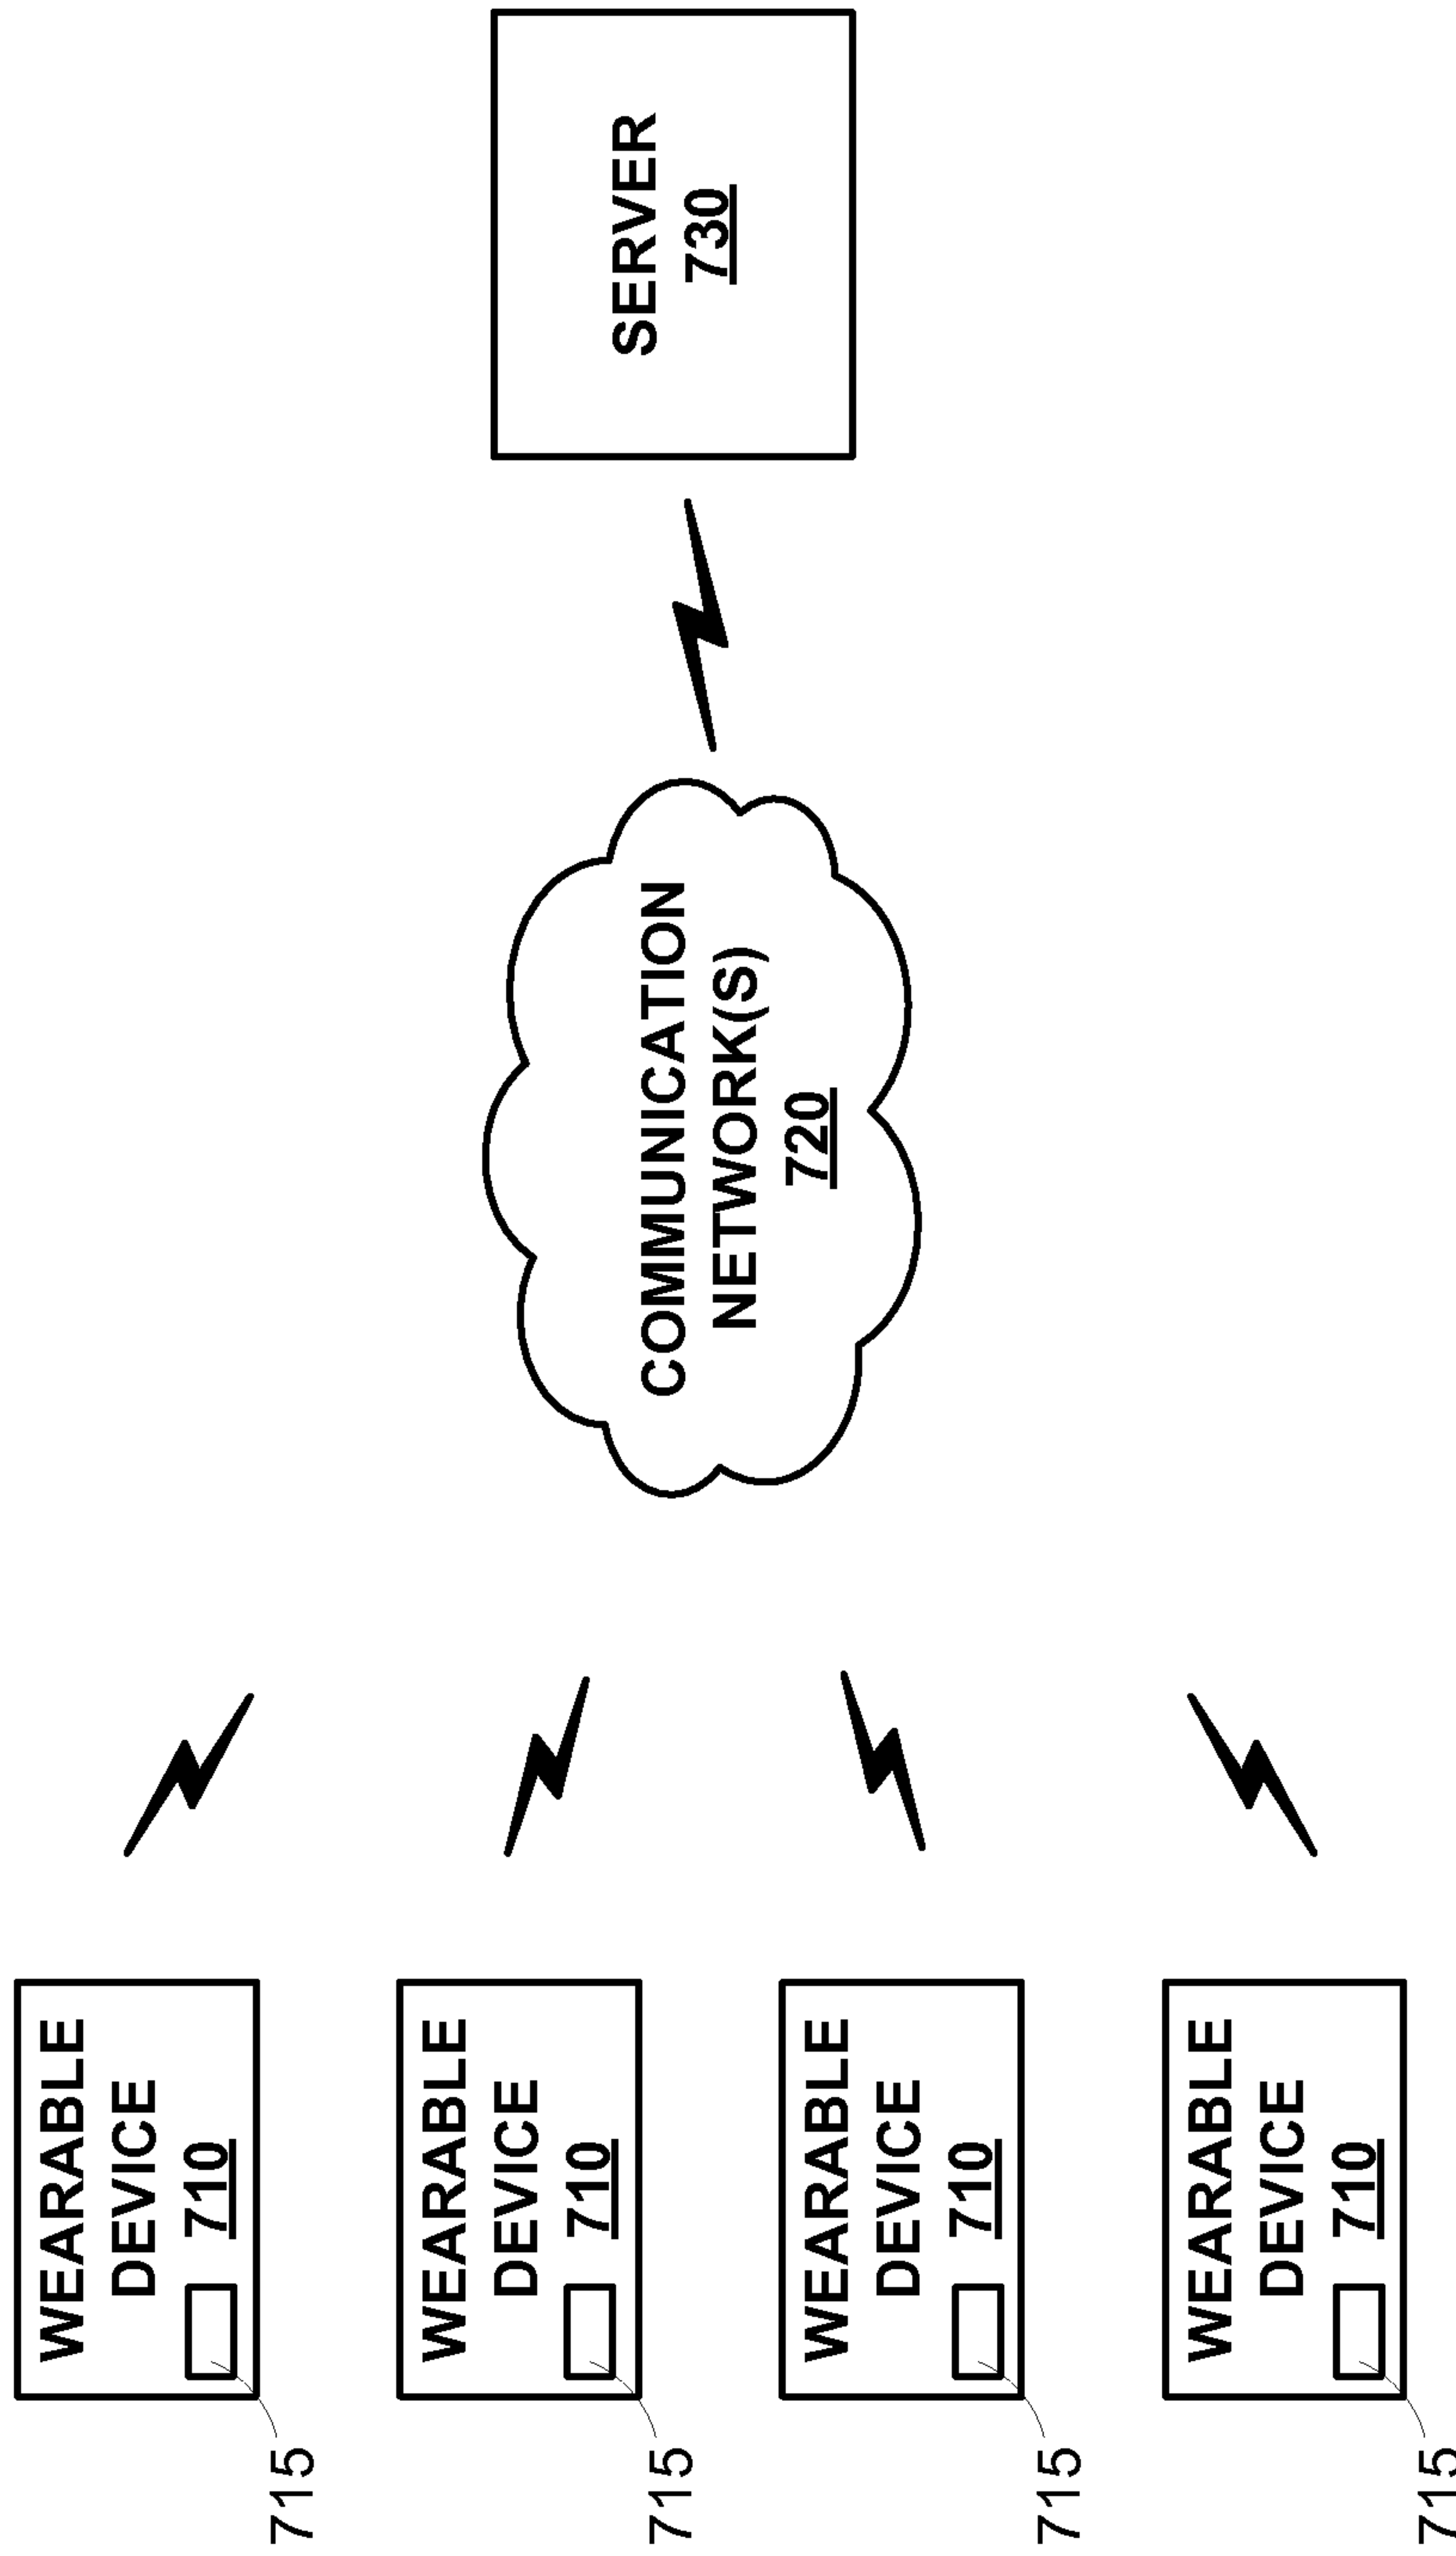 WEARABLE
DEVICE
710
715
WEARABLE
DEVICE
710
715
WEARABLE
DEVICE
710
715
WEARABLE
DEVICE
710
715
COMMUNICATION
NETWORK(S)
720
SERVER
730